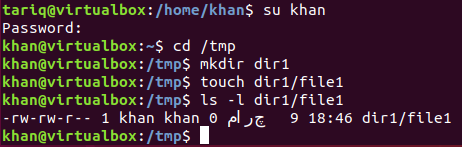 tariq@virtualbox:/home/khan$ su khan
Password:
khan@virtualbox:~$ cd /tmp
khan@virtualbox:/tmp$ mkdir dir1
khan@virtualbox:/tmp$ touch dir1/file1
khan@virtualbox:/tmp$ ls -l dir1/file1
-rw-rw-r-- 1 khan khan 0 مارچ   9 18:46 dir1/file1
khan@virtualbox:/tmp$